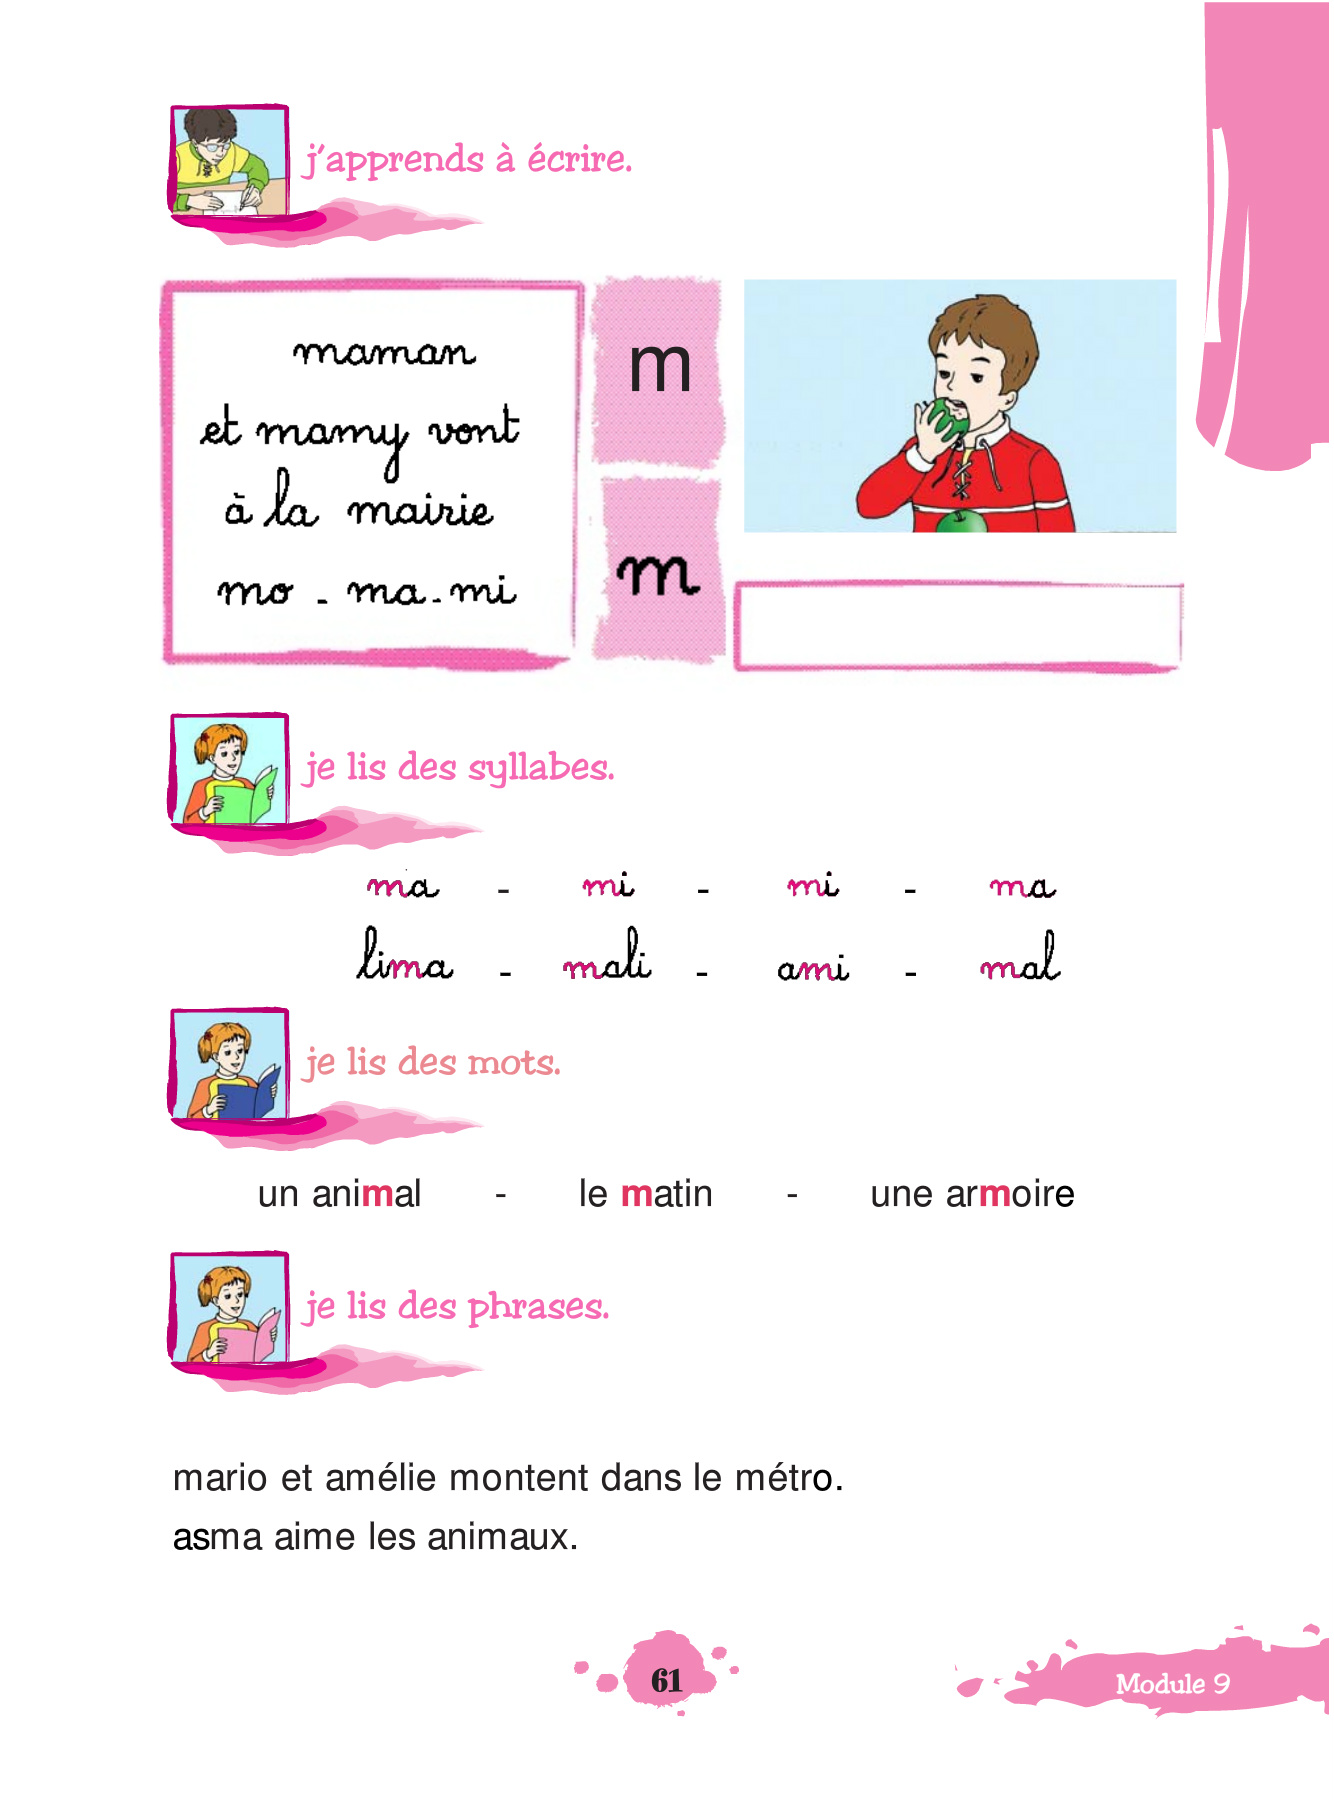 j'apprends à écrire.
maman
et mamy vont
à la mairie
mo - ma - mi
m
m
je lis des syllabes.
ma - mi - mi - ma
lima - mali - ami - mal
je lis des mots.
un animal - le matin - une armoire
je lis des phrases.
mario et amélie montent dans le métro.
asma aime les animaux.
61
Module 9